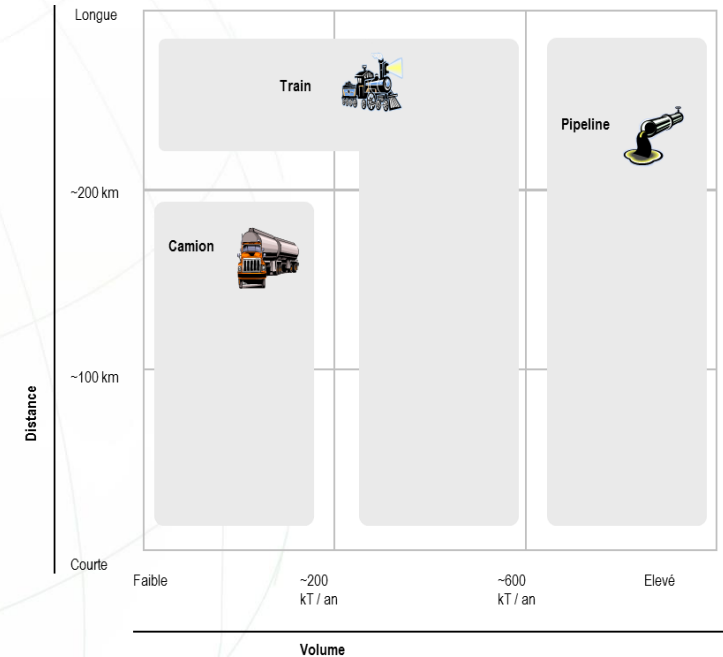 Longue
Train
Pipeline
~200 km
Camion
~100 km
Distance
Courte
Faible
~200
kT / an
~600
kT / an
Elevé
Volume